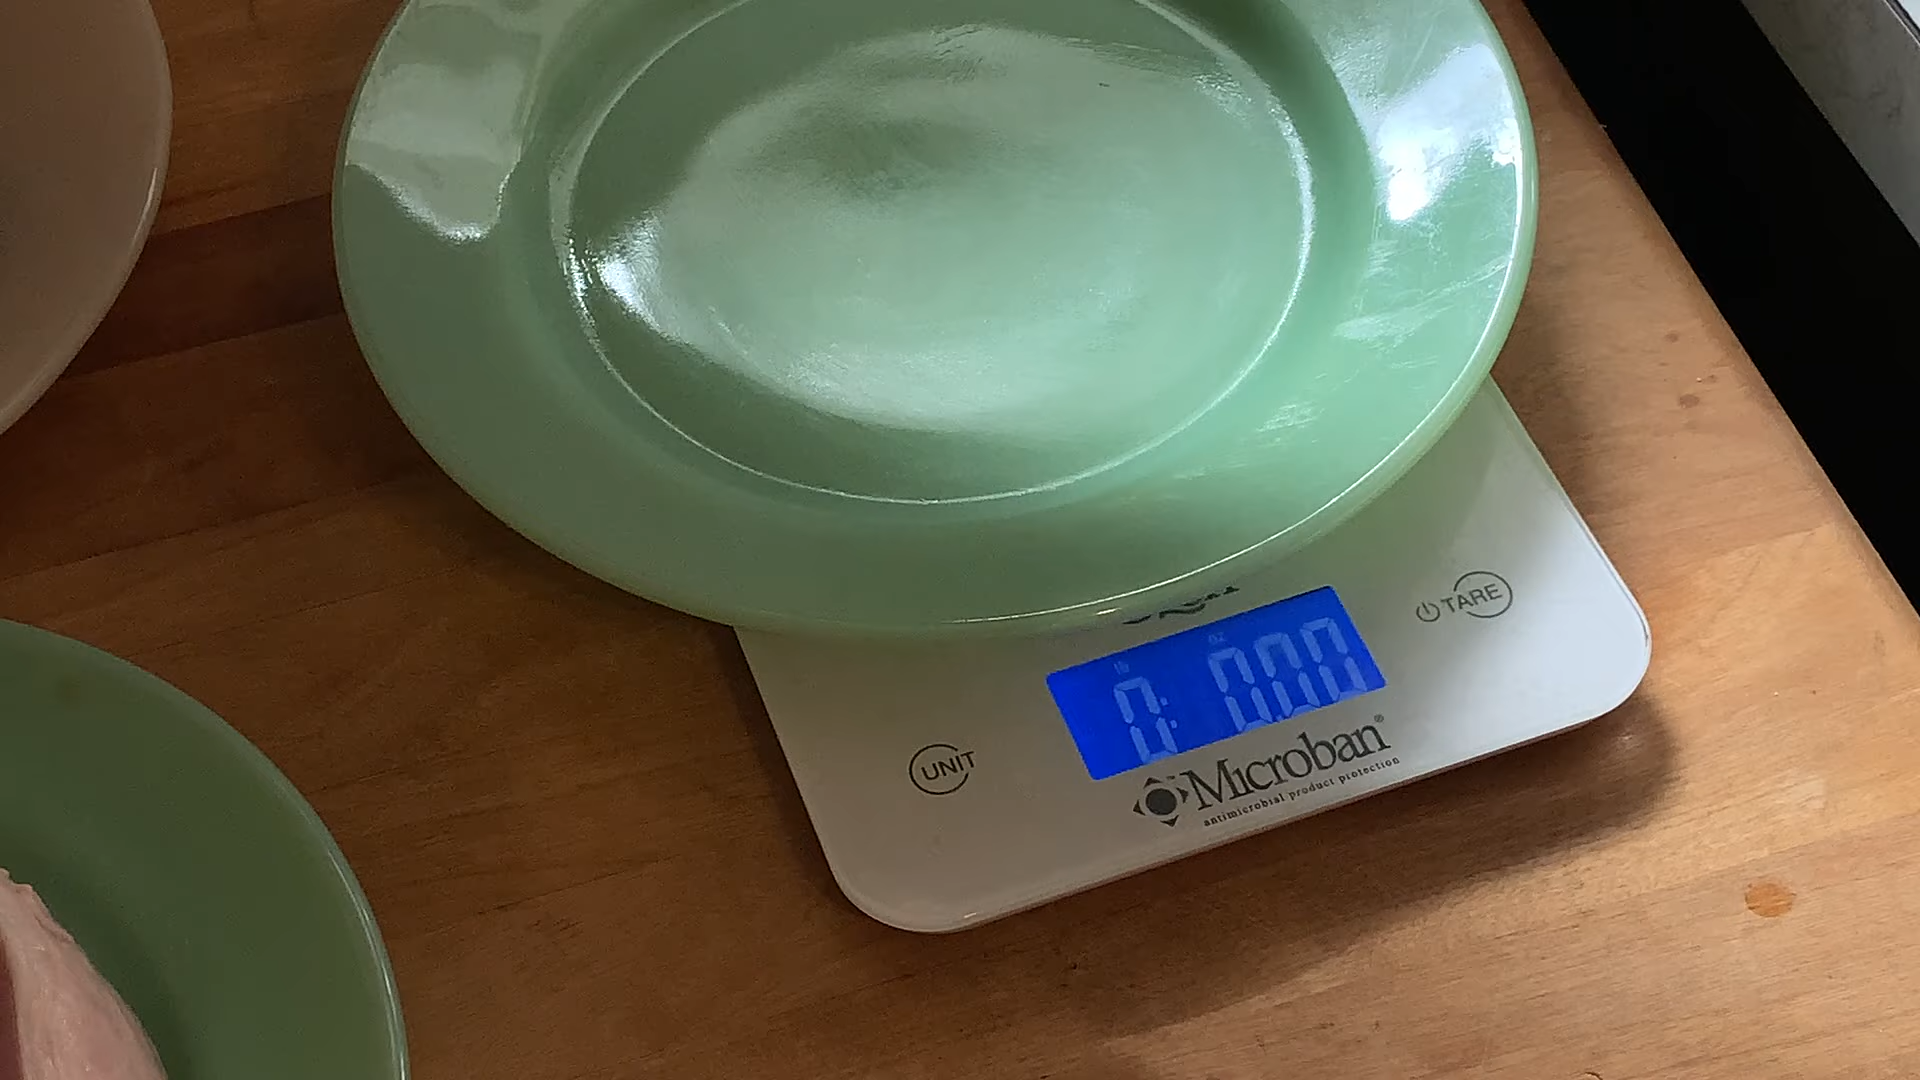 TARE
lb oz
0: 0.00
UNIT
Microban®
antimicrobial product protection